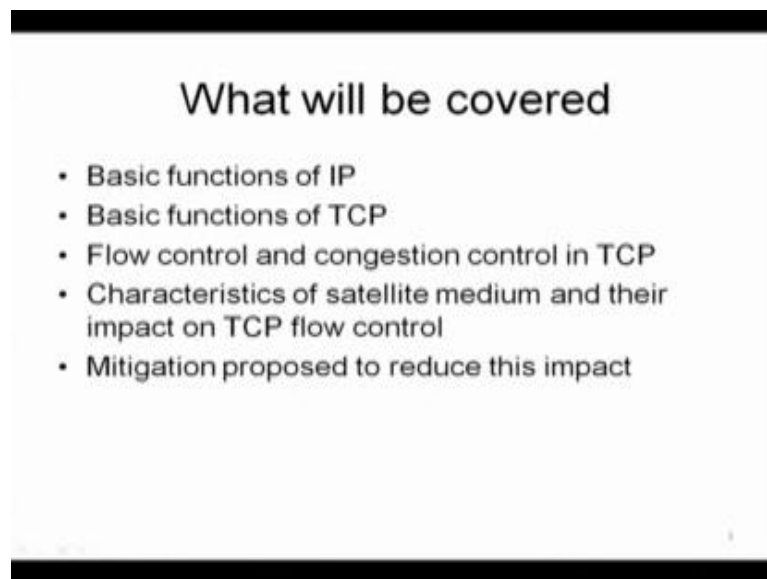 What will be covered
• Basic functions of IP
• Basic functions of TCP
• Flow control and congestion control in TCP
• Characteristics of satellite medium and their
impact on TCP flow control
• Mitigation proposed to reduce this impact